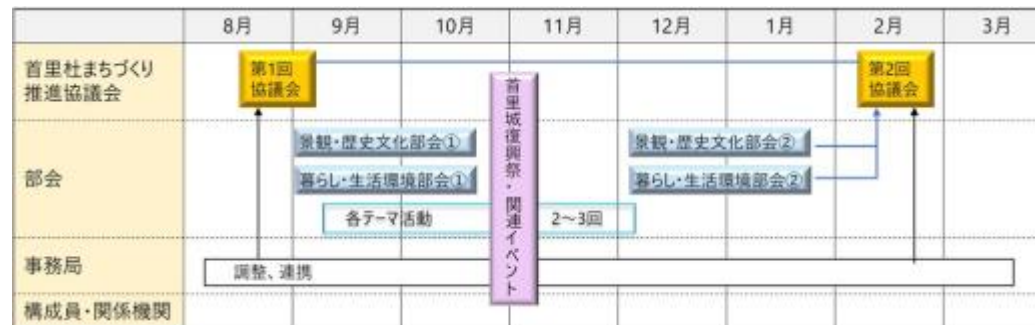 8月 9月 10月 11月 12月 1月 2月 3月
首里杜まちづくり
推進協議会
第1回
協議会
第2回
協議会
首里城復興祭・関連イベント
部会
景観・歴史文化部会①
景観・歴史文化部会②
暮らし・生活環境部会①
暮らし・生活環境部会②
各テーマ活動 2～3回
事務局
調整、連携
構成員・関係機関